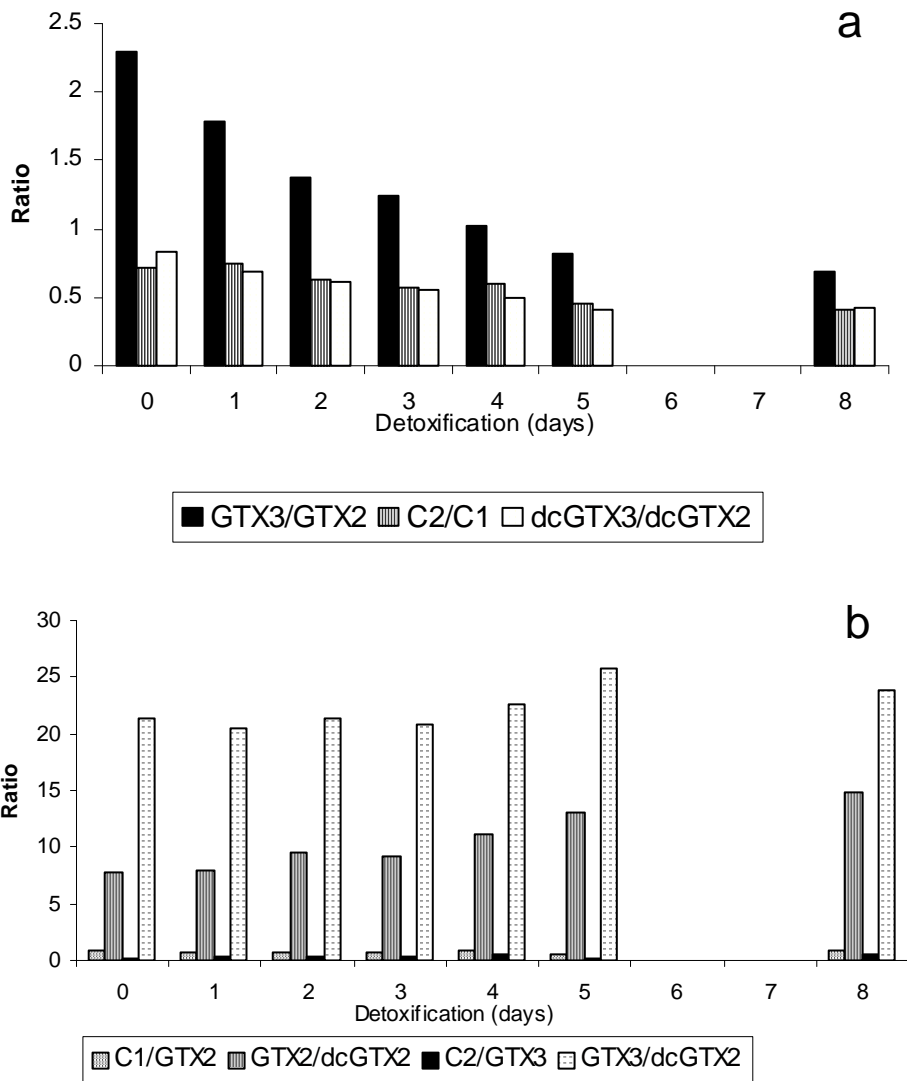 a
2.5
2
1.5
1
0.5
0
Ratio
0 1 2 3 4 5 6 7 8
Detoxification (days)
GTX3/GTX2 C2/C1 dcGTX3/dcGTX2
b
30
25
20
15
10
5
0
Ratio
0 1 2 3 4 5 6 7 8
Detoxification (days)
C1/GTX2 GTX2/dcGTX2 C2/GTX3 GTX3/dcGTX2